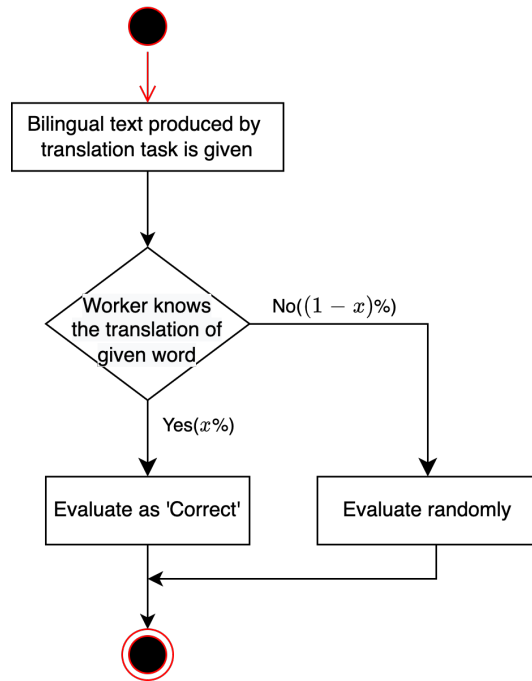 Bilingual text produced by
translation task is given
Worker knows
the translation of
given word
No((1 − x)%)
Yes(x%)
Evaluate as 'Correct'
Evaluate randomly